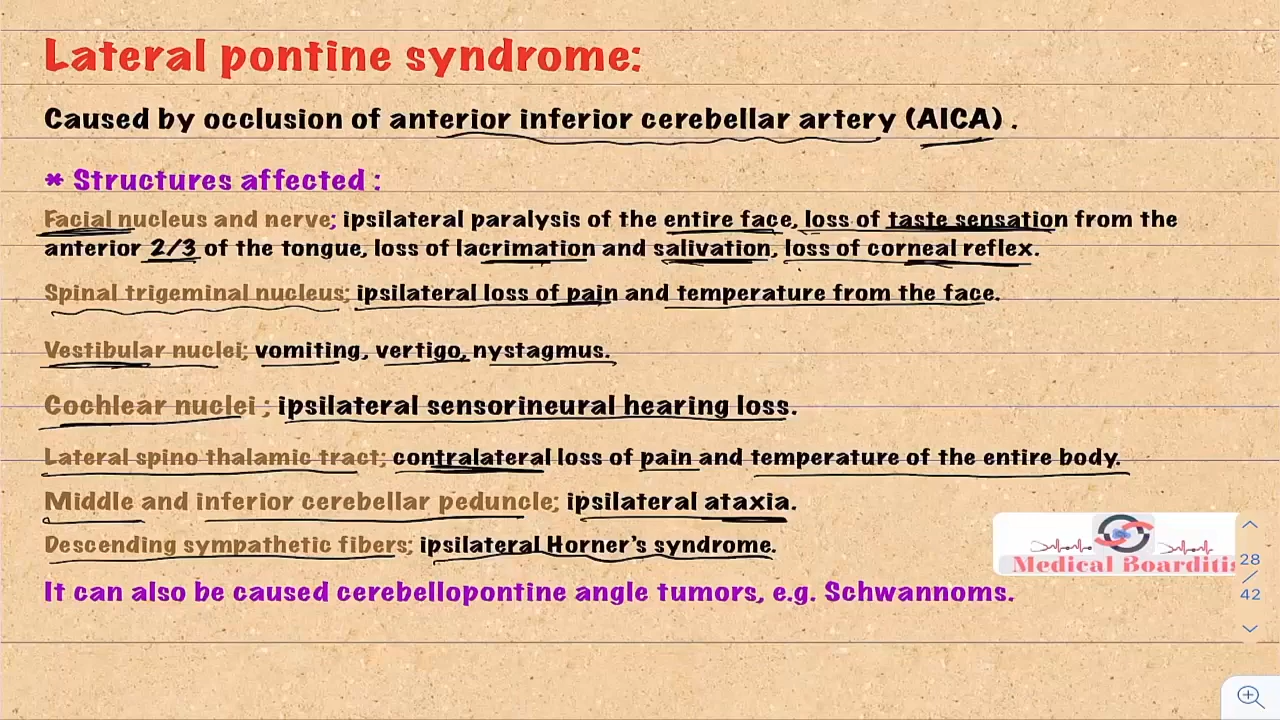 Lateral pontine syndrome:
Caused by occlusion of anterior inferior cerebellar artery (AICA) .
* Structures affected :
Facial nucleus and nerve; ipsilateral paralysis of the entire face, loss of taste sensation from the
anterior 2/3 of the tongue, loss of lacrimation and salivation, loss of corneal reflex.
Spinal trigeminal nucleus; ipsilateral loss of pain and temperature from the face.
Vestibular nuclei; vomiting, vertigo, nystagmus.
Cochlear nuclei ; ipsilateral sensorineural hearing loss.
Lateral spino thalamic tract; contralateral loss of pain and temperature of the entire body.
Middle and inferior cerebellar peduncle; ipsilateral ataxia.
Descending sympathetic fibers; ipsilateral Horner's syndrome.
It can also be caused cerebellopontine angle tumors, e.g. Schwannoms.
Medical Boarditis
28
/
42